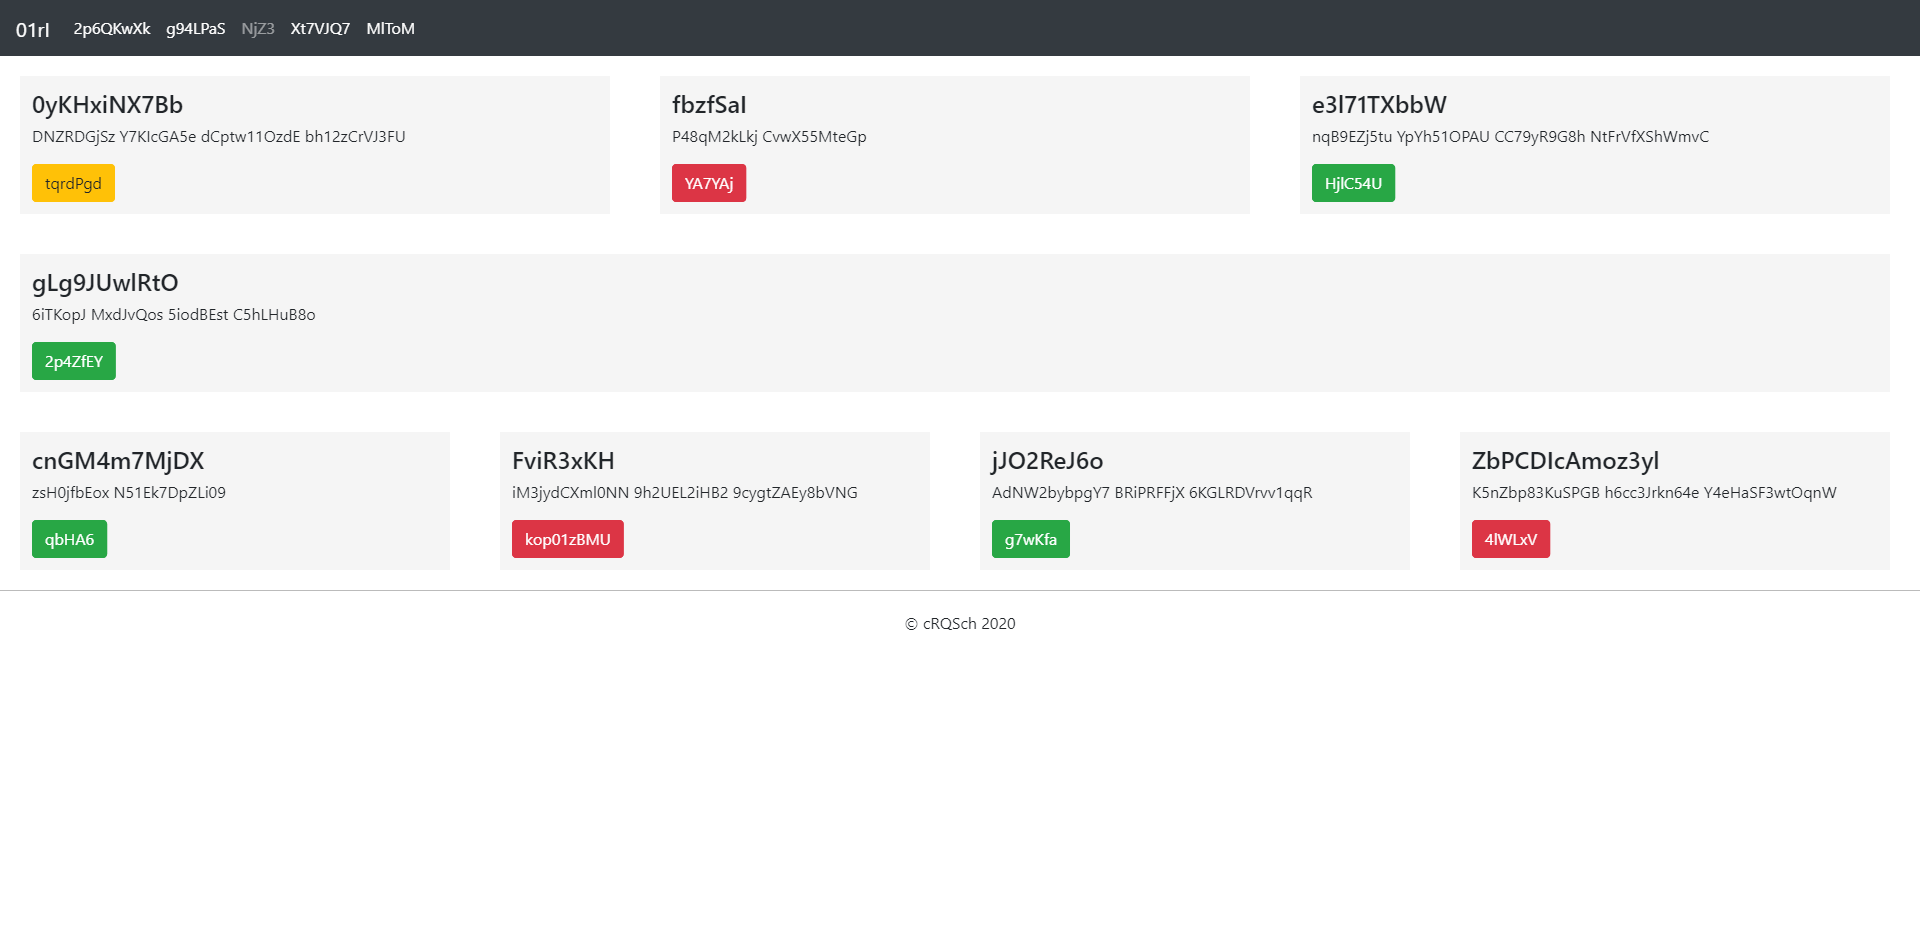 01rI 2p6QKwXk g94LPaS NjZ3 Xt7VJQ7 MlToM
0yKHxiNX7Bb
DNZRDGjSz Y7KIcGA5e dCptw11OzdE bh12zCrVJ3FU
tqrdPgd
fbzfSaI
P48qM2kLkj CvwX55MteGp
YA7YAj
e3l71TXbbW
nqB9EZj5tu YpYh51OPAU CC79yR9G8h NtFrVfXShWmvC
HjlC54U
gLg9JUwlRtO
6iTKopJ MxdJvQos 5iodBEst C5hLHuB8o
2p4ZfEY
cnGM4m7MjDX
zsH0jfbEox N51Ek7DpZLi09
qbHA6
FviR3xKH
iM3jydCXml0NN 9h2UEL2iHB2 9cygtZAEy8bVNG
kop01zBMU
jJO2ReJ6o
AdNW2bybpgY7 BRiPRFFjX 6KGLRDVrvv1qqR
g7wKfa
ZbPCDIcAmoz3yl
K5nZbp83KuSPGB h6cc3Jrkn64e Y4eHaSF3wtOqnW
4lWLxV
© cRQSch 2020